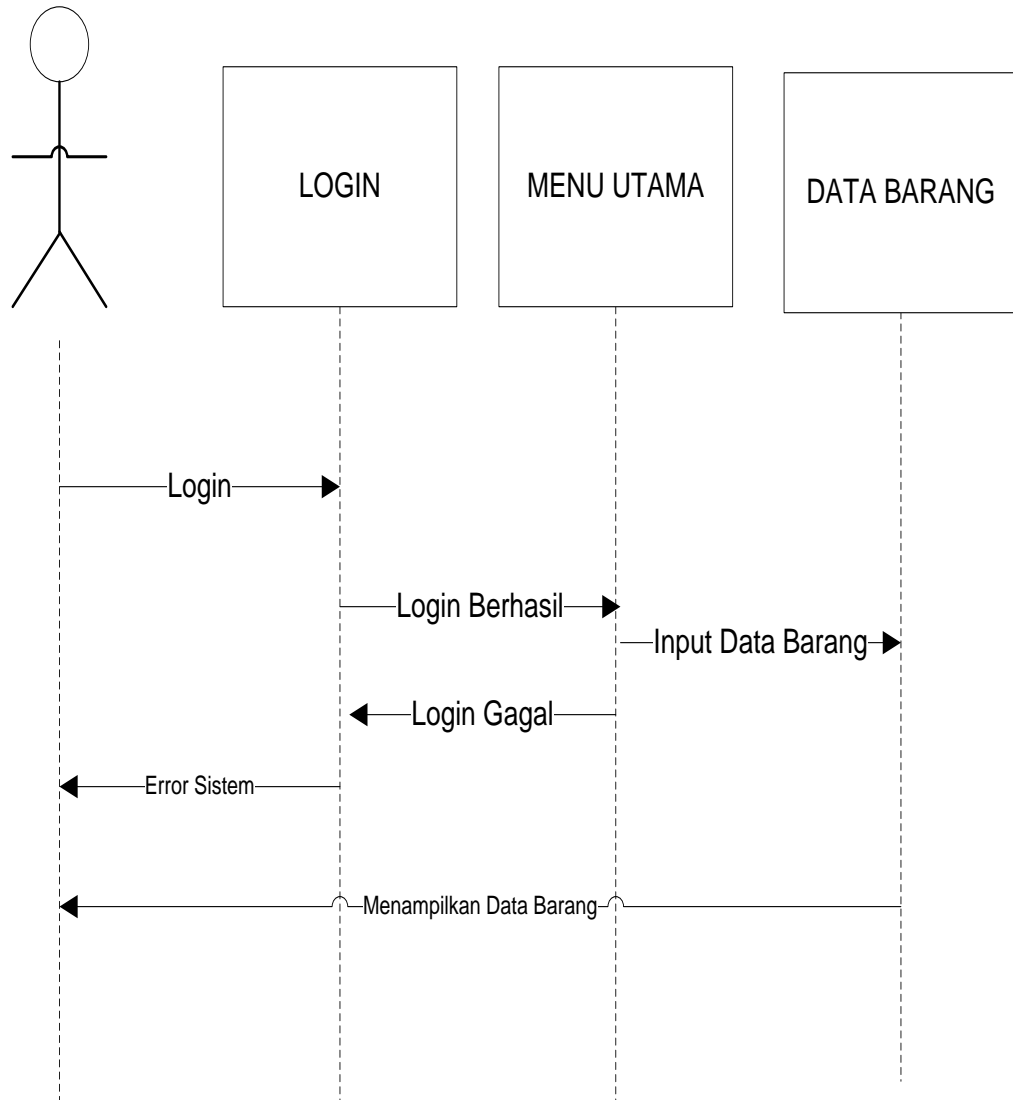 LOGIN
MENU UTAMA
DATA BARANG
Login
Login Berhasil
Input Data Barang
Login Gagal
Error Sistem
Menampilkan Data Barang